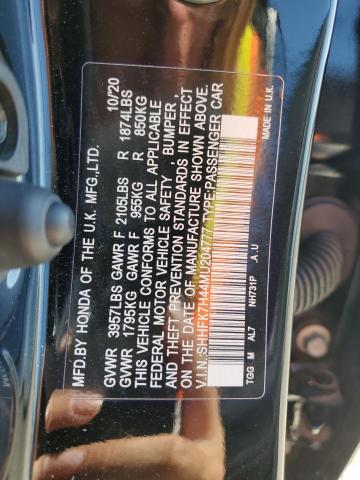 MFD.BY HONDA OF THE U.K. MFG.,LTD. 10/20
GVWR 3957LBS GAWR F 2105LBS R 1874LBS
GVWR 1795KG GAWR F 955KG R 850KG
THIS VEHICLE CONFORMS TO ALL APPLICABLE
FEDERAL MOTOR VEHICLE SAFETY , BUMPER ,
AND THEFT PREVENTION STANDARDS IN EFFECT
ON THE DATE OF MANUFACTURE SHOWN ABOVE.
V.I.N.:SHHFK7H44MU204777 TYPE:PASSENGER CAR
MADE IN U.K.
TGG M AL7 NH731P .A.U